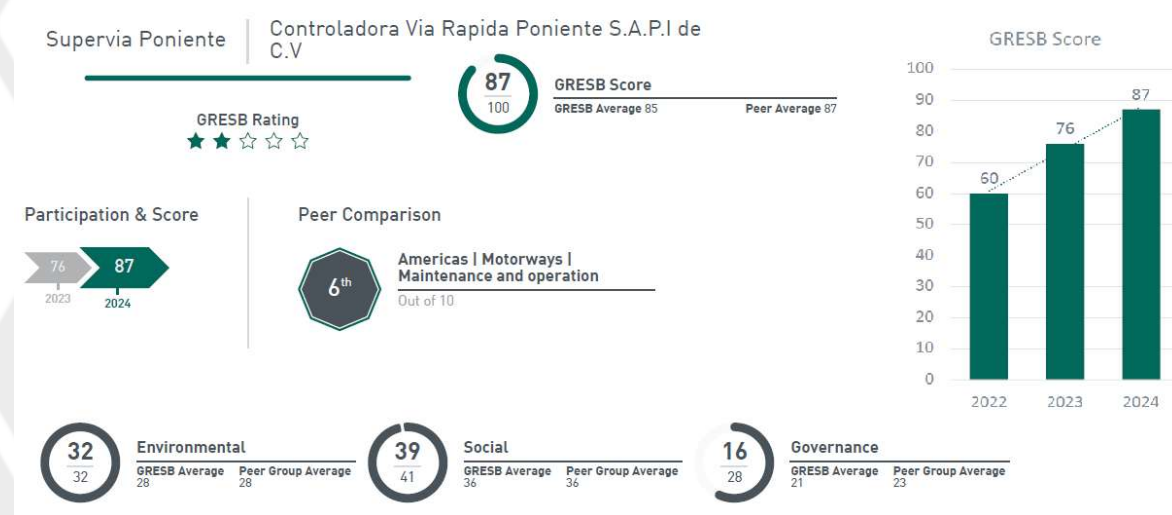 Supervia Poniente
Controladora Via Rapida Poniente S.A.P.I de
C.V
GRESB Rating
87
100
GRESB Score
GRESB Average 85 Peer Average 87
Participation & Score
76
87
2023
2024
Peer Comparison
6th
Americas | Motorways |
Maintenance and operation
Out of 10
GRESB Score
100
90
80
70
60
50
40
30
20
10
0
60
76
87
2022 2023 2024
32
32
Environmental
GRESB Average Peer Group Average
28 28
39
41
Social
GRESB Average Peer Group Average
36 36
16
28
Governance
GRESB Average Peer Group Average
21 23